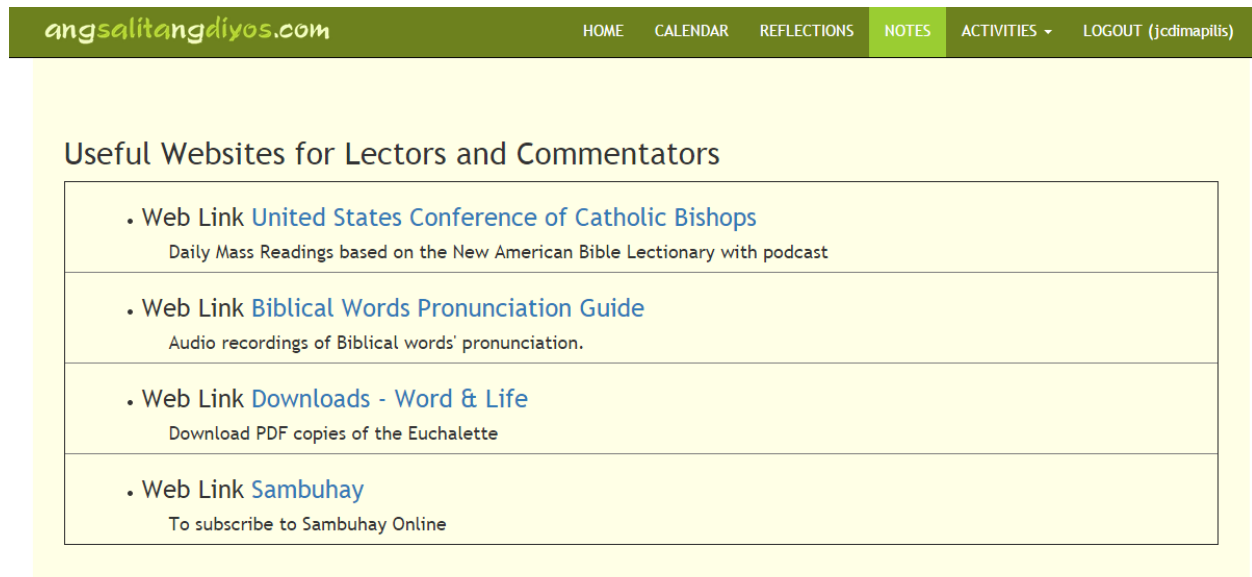 angsalitangdiyos.com HOME CALENDAR REFLECTIONS NOTES ACTIVITIES LOGOUT (jcdimapilis)
Useful Websites for Lectors and Commentators
• Web Link United States Conference of Catholic Bishops
Daily Mass Readings based on the New American Bible Lectionary with podcast
• Web Link Biblical Words Pronunciation Guide
Audio recordings of Biblical words' pronunciation.
• Web Link Downloads - Word & Life
Download PDF copies of the Euchalette
• Web Link Sambuhay
To subscribe to Sambuhay Online